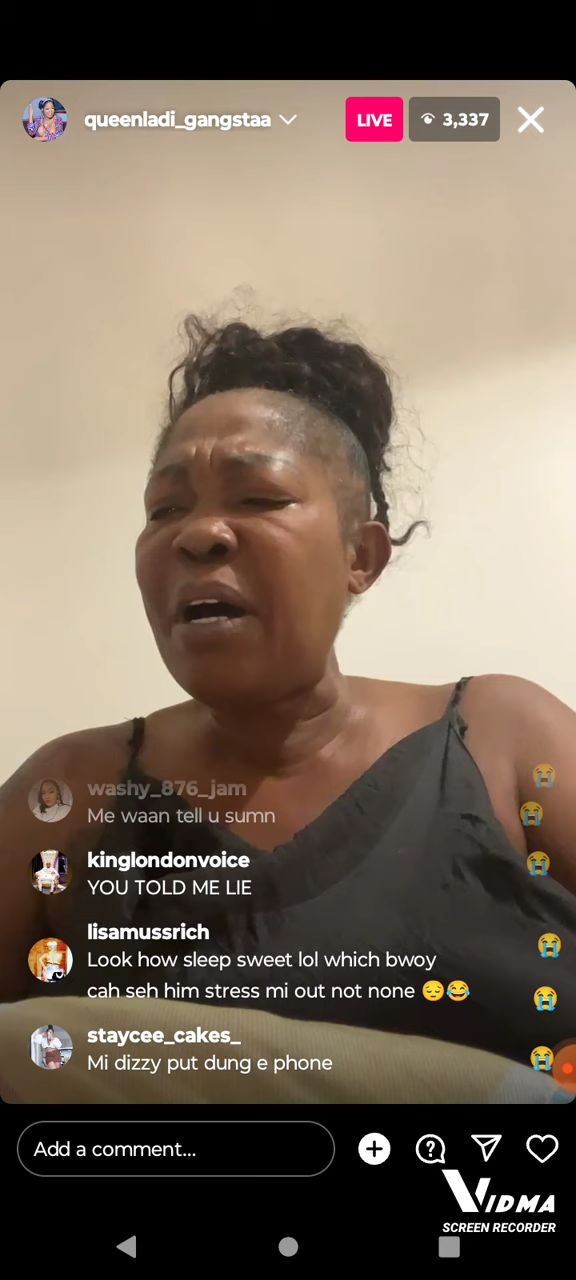 queenladi_gangstaa
LIVE
3,337
washy_876_jam
Me waan tell u sumn
kinglondonvoice
YOU TOLD ME LIE
lisamussrich
Look how sleep sweet lol which bwoy
cah seh him stress mi out not none 😔😂
staycee_cakes_
Mi dizzy put dung e phone
Add a comment...
VIDMA
SCREEN RECORDER